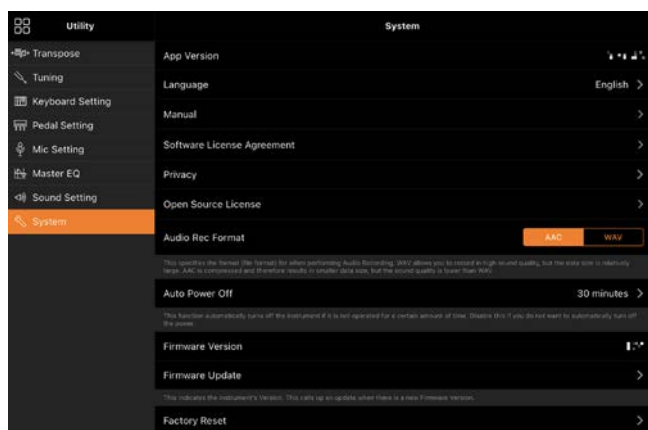 Utility
System
Transpose
App Version
Tuning
Language English
Keyboard Setting
Manual
Pedal Setting
Software License Agreement
Mic Setting
Master EQ
Privacy
Sound Setting
Open Source License
System
Audio Rec Format AAC WAV
This specifies the format (file format) for when performing Audio Recording. WAV allows you to record in high sound quality, but the data size is relatively
large. AAC is compressed and therefore results in smaller data size, but the sound quality is lower than WAV.
Auto Power Off 30 minutes
This function automatically turns off the instrument if it is not operated for a certain amount of time. Disable this if you do not want to automatically turn off
the power.
Firmware Version
Firmware Update
This indicates the instrument's Version. This calls up an update when there is a new Firmware Version.
Factory Reset